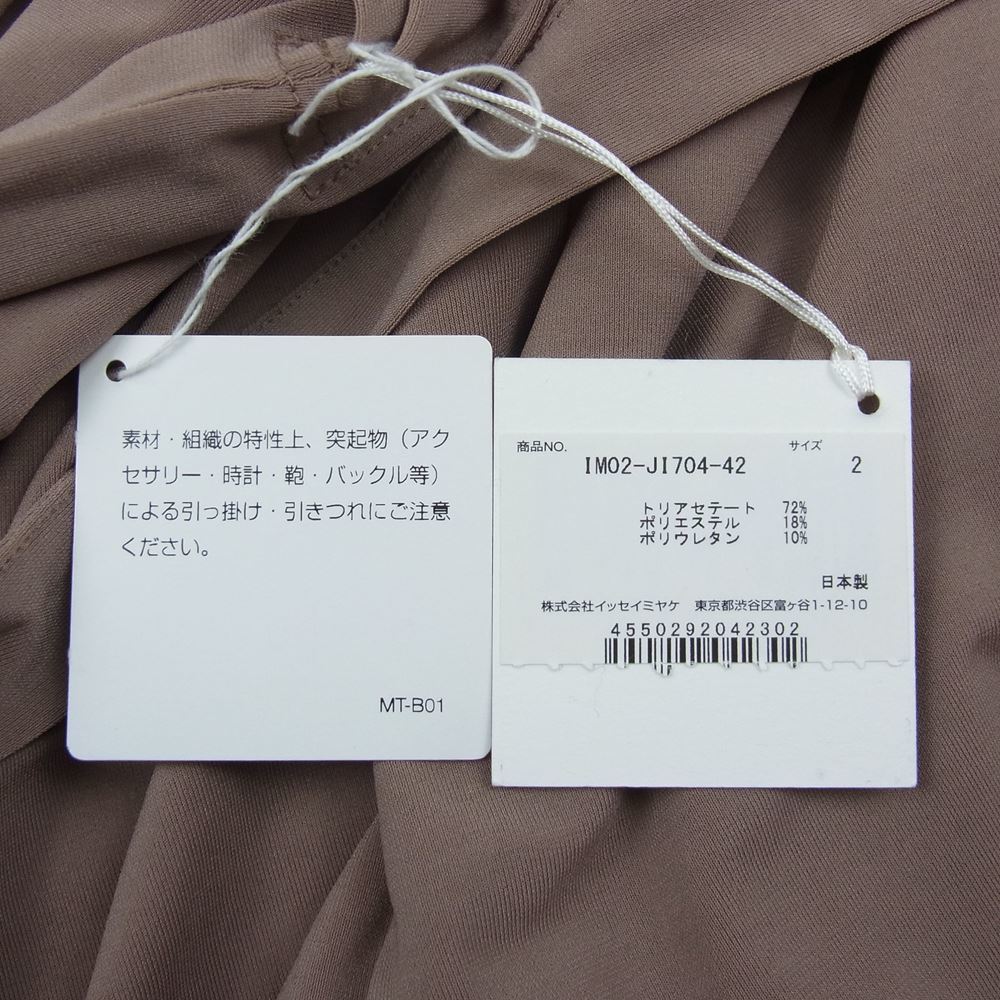 素材・組織の特性上、突起物（アク
セサリー・時計・鞄・バックル等）
による引っ掛け・引きつれにご注意
ください。
MT-B01
商品NO. サイズ
IM02-JI704-42 2
トリアセテート 72%
ポリエステル 18%
ポリウレタン 10%
日本製
株式会社イッセイミヤケ 東京都渋谷区富ヶ谷1-12-10
4550292042302